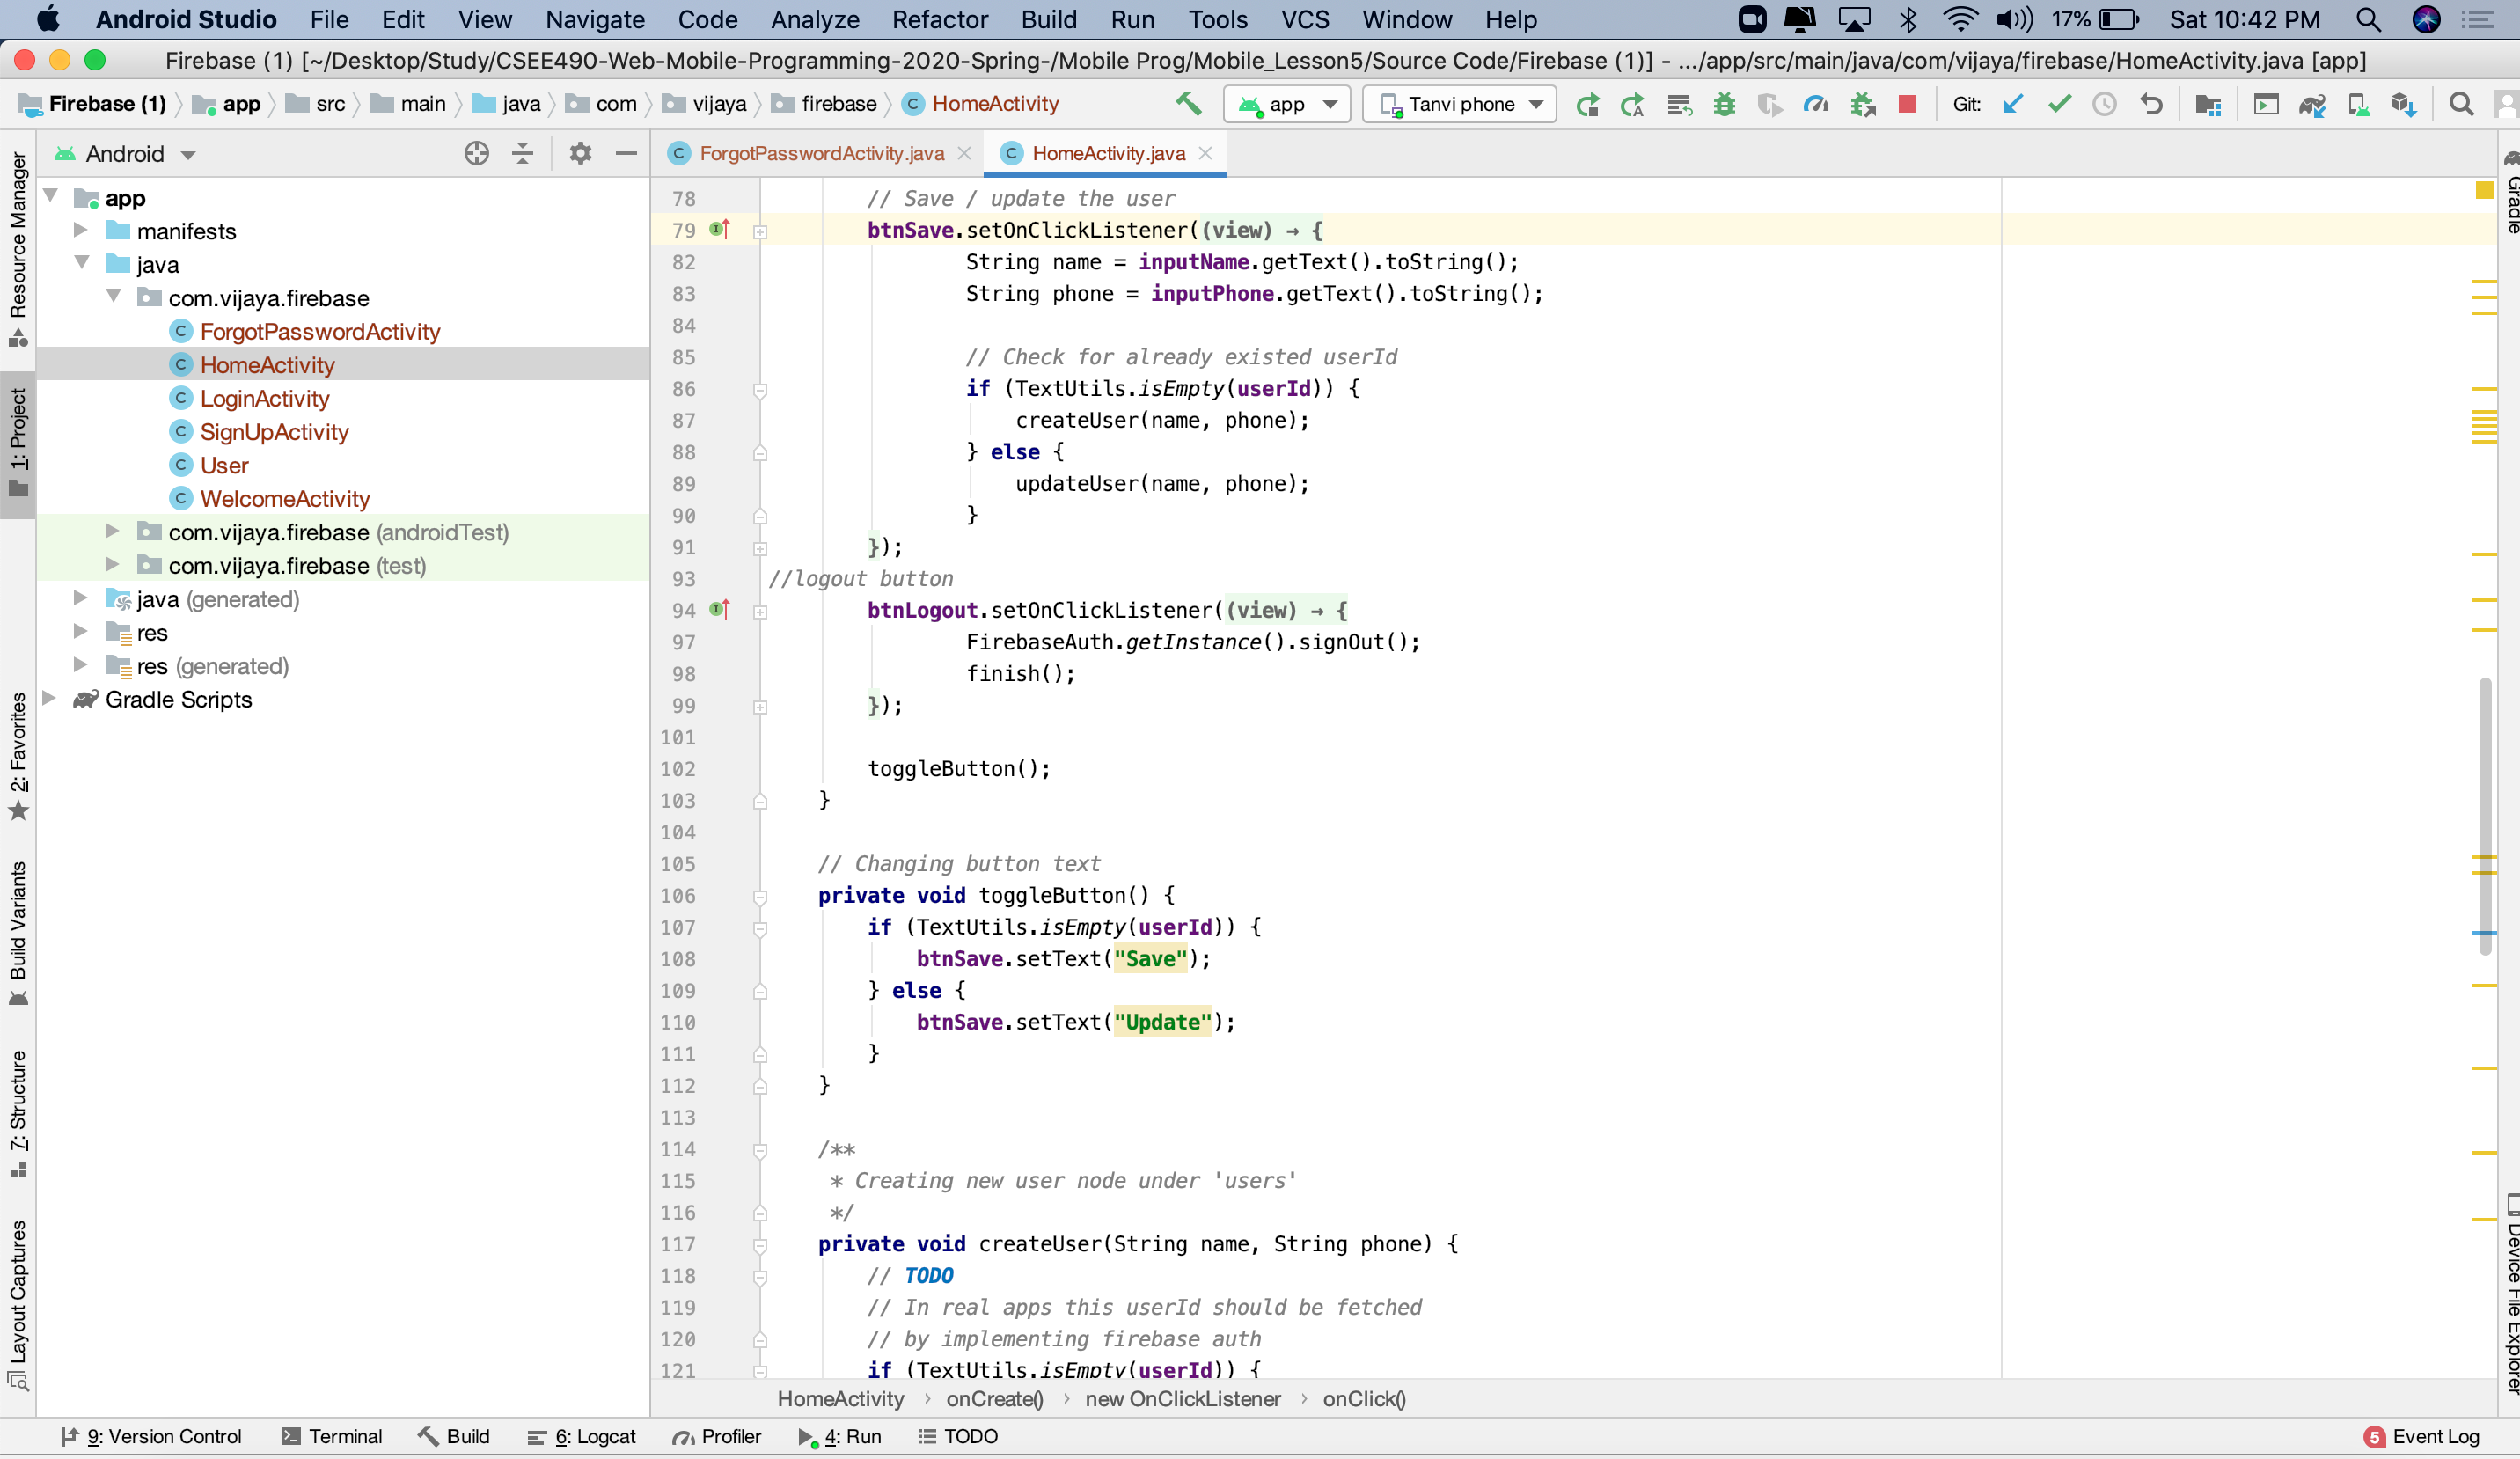 Android Studio File Edit View Navigate Code Analyze Refactor Build Run Tools VCS Window Help 17% Sat 10:42 PM
Firebase (1) [~/Desktop/Study/CSEE490-Web-Mobile-Programming-2020-Spring-/Mobile Prog/Mobile_Lesson5/Source Code/Firebase (1)] - .../app/src/main/java/com/vijaya/firebase/HomeActivity.java [app]
Firebase (1) app src main java com vijaya firebase HomeActivity app Tanvi phone Git:
Android
ForgotPasswordActivity.java HomeActivity.java
Resource Manager
1: Project
2: Favorites
Build Variants
7: Structure
Layout Captures
app
manifests
java
com.vijaya.firebase
ForgotPasswordActivity
HomeActivity
LoginActivity
SignUpActivity
User
WelcomeActivity
com.vijaya.firebase (androidTest)
com.vijaya.firebase (test)
java (generated)
res
res (generated)
Gradle Scripts
78 // Save / update the user
79 btnSave.setOnClickListener((view) → {
82 String name = inputName.getText().toString();
83 String phone = inputPhone.getText().toString();
84
85 // Check for already existed userId
86 if (TextUtils.isEmpty(userId)) {
87 createUser(name, phone);
88 } else {
89 updateUser(name, phone);
90 }
91 });
93 //logout button
94 btnLogout.setOnClickListener((view) → {
97 FirebaseAuth.getInstance().signOut();
98 finish();
99 });
101
102 toggleButton();
103 }
104
105 // Changing button text
106 private void toggleButton() {
107 if (TextUtils.isEmpty(userId)) {
108 btnSave.setText("Save");
109 } else {
110 btnSave.setText("Update");
111 }
112 }
113
114 /**
115 * Creating new user node under 'users'
116 */
117 private void createUser(String name, String phone) {
118 // TODO
119 // In real apps this userId should be fetched
120 // by implementing firebase auth
121 if (TextUtils.isEmpty(userId)) {
HomeActivity › onCreate() › new OnClickListener › onClick()
Gradle
Device File Explorer
9: Version Control Terminal Build 6: Logcat Profiler 4: Run TODO 5 Event Log